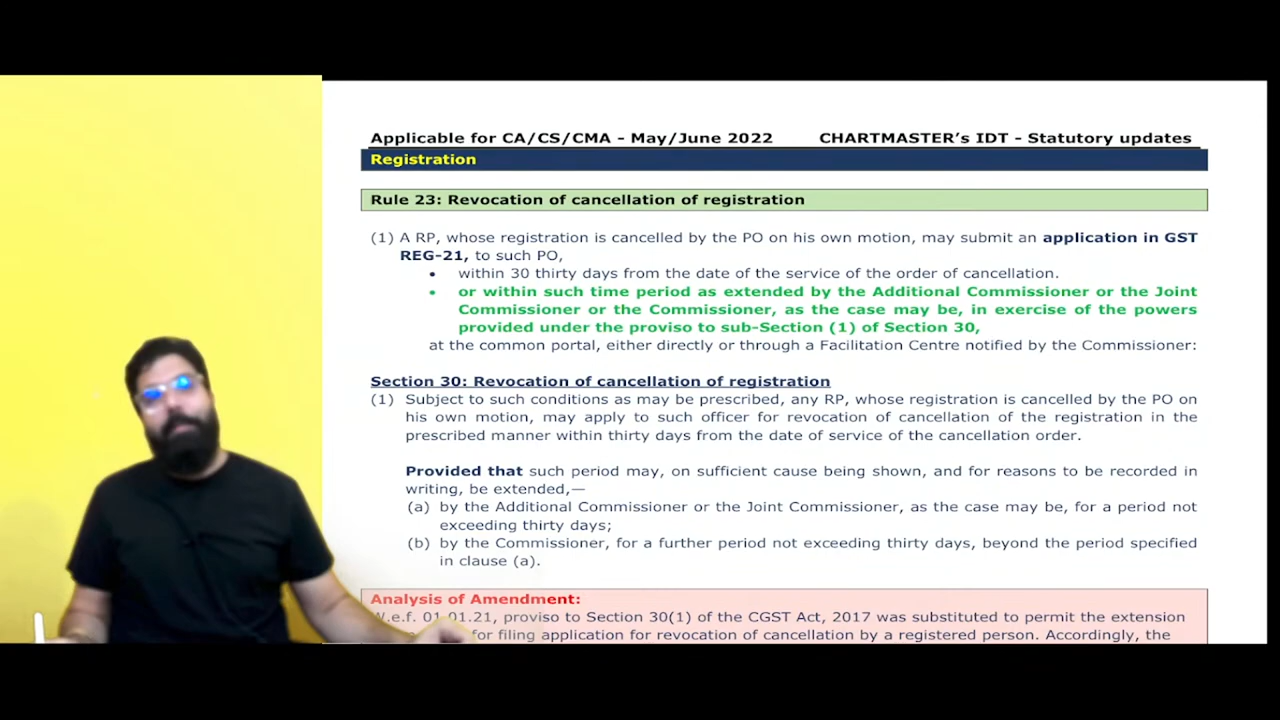 Applicable for CA/CS/CMA - May/June 2022 CHARTMASTER's IDT - Statutory updates
Registration
Rule 23: Revocation of cancellation of registration
(1) A RP, whose registration is cancelled by the PO on his own motion, may submit an application in GST
REG-21, to such PO,
• within 30 thirty days from the date of the service of the order of cancellation.
• or within such time period as extended by the Additional Commissioner or the Joint
Commissioner or the Commissioner, as the case may be, in exercise of the powers
provided under the proviso to sub-Section (1) of Section 30,
at the common portal, either directly or through a Facilitation Centre notified by the Commissioner:
Section 30: Revocation of cancellation of registration
(1) Subject to such conditions as may be prescribed, any RP, whose registration is cancelled by the PO on
his own motion, may apply to such officer for revocation of cancellation of the registration in the
prescribed manner within thirty days from the date of service of the cancellation order.
Provided that such period may, on sufficient cause being shown, and for reasons to be recorded in
writing, be extended,—
(a) by the Additional Commissioner or the Joint Commissioner, as the case may be, for a period not
exceeding thirty days;
(b) by the Commissioner, for a further period not exceeding thirty days, beyond the period specified
in clause (a).
Analysis of Amendment:
W.e.f. 01.01.21, proviso to Section 30(1) of the CGST Act, 2017 was substituted to permit the extension
for filing application for revocation of cancellation by a registered person. Accordingly, the